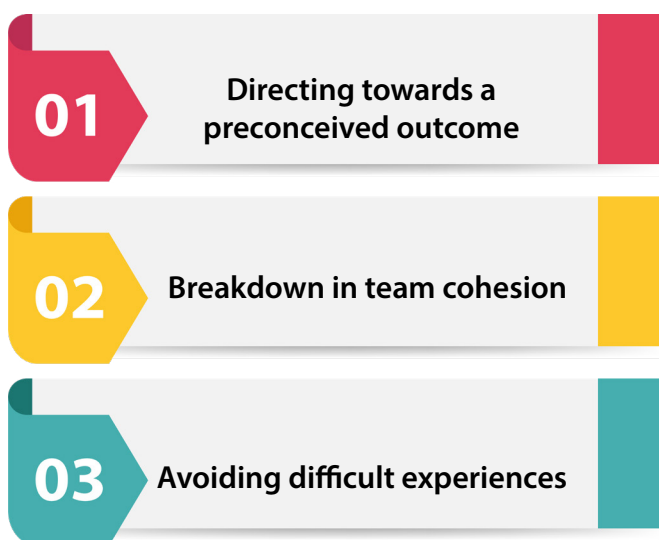 01
Directing towards a
preconceived outcome
02
Breakdown in team cohesion
03
Avoiding difficult experiences